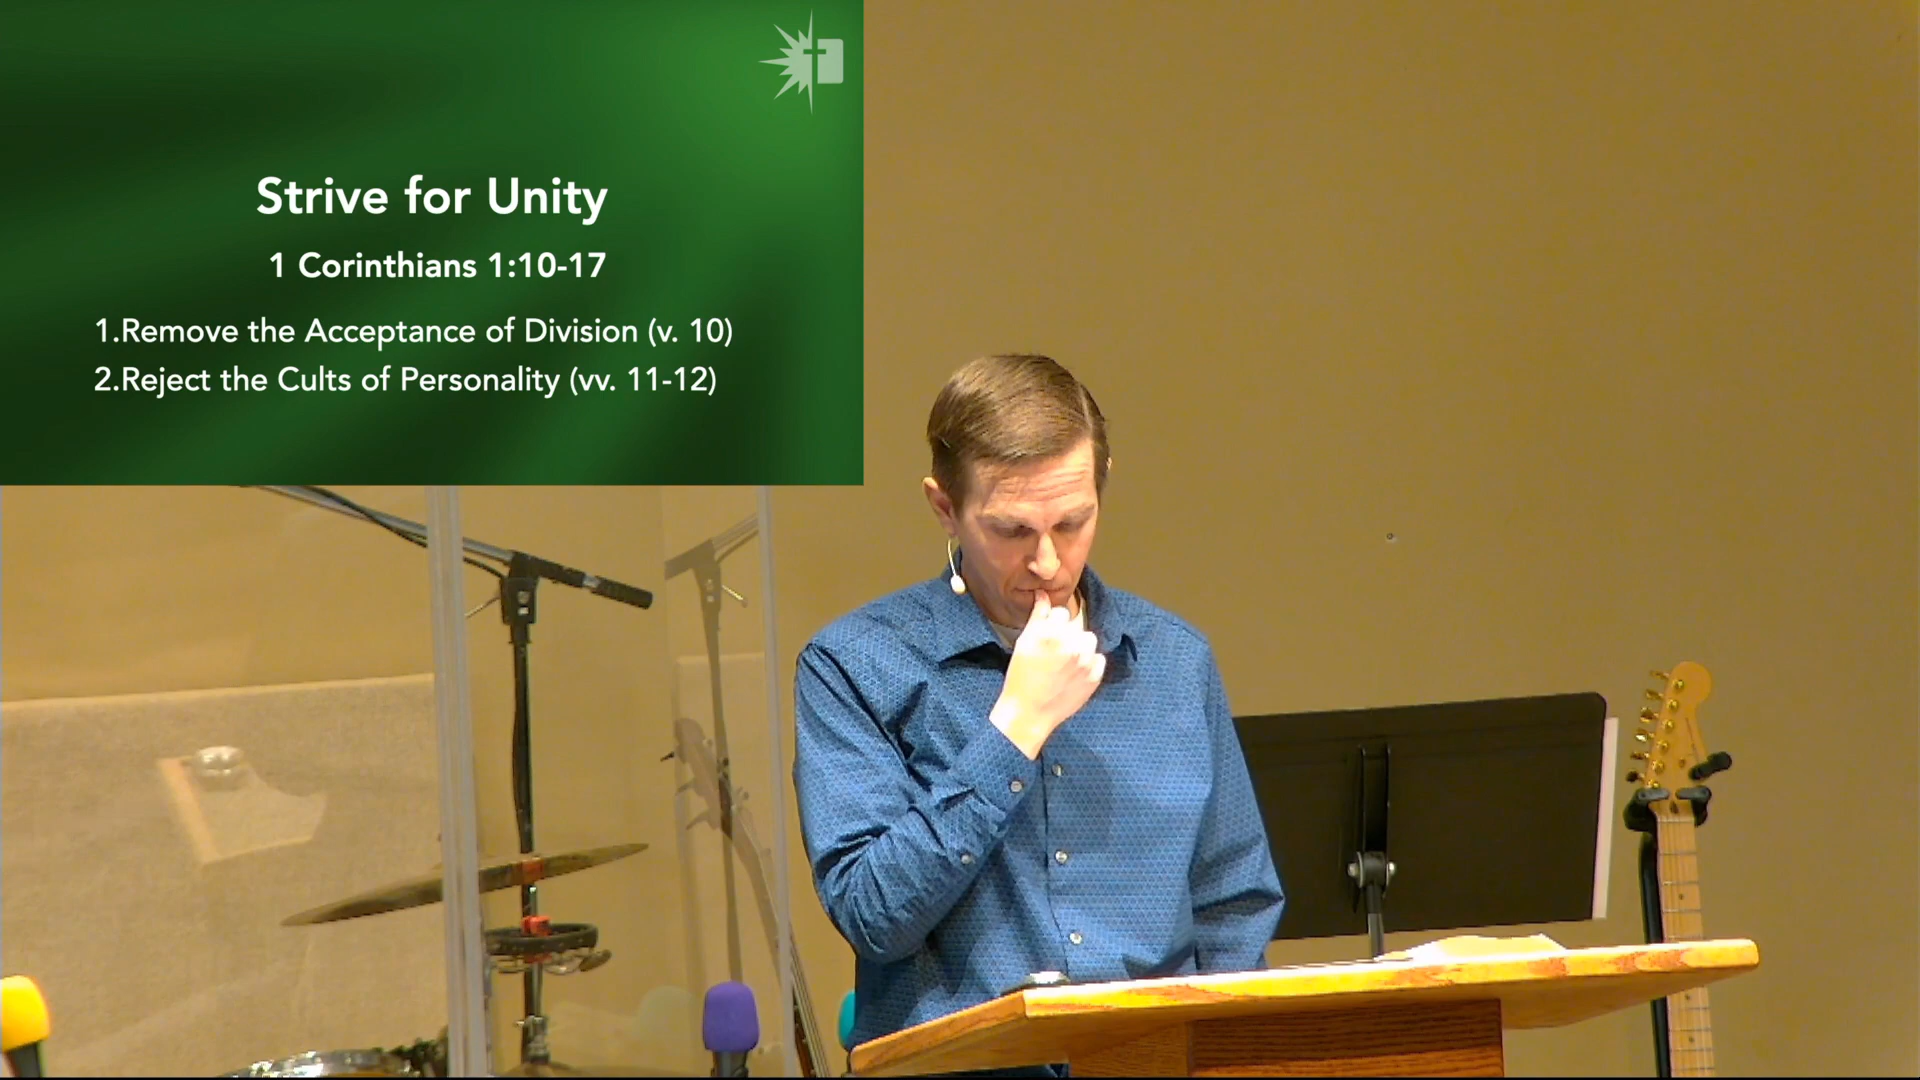 Strive for Unity
1 Corinthians 1:10-17
1.Remove the Acceptance of Division (v. 10)
2.Reject the Cults of Personality (vv. 11-12)